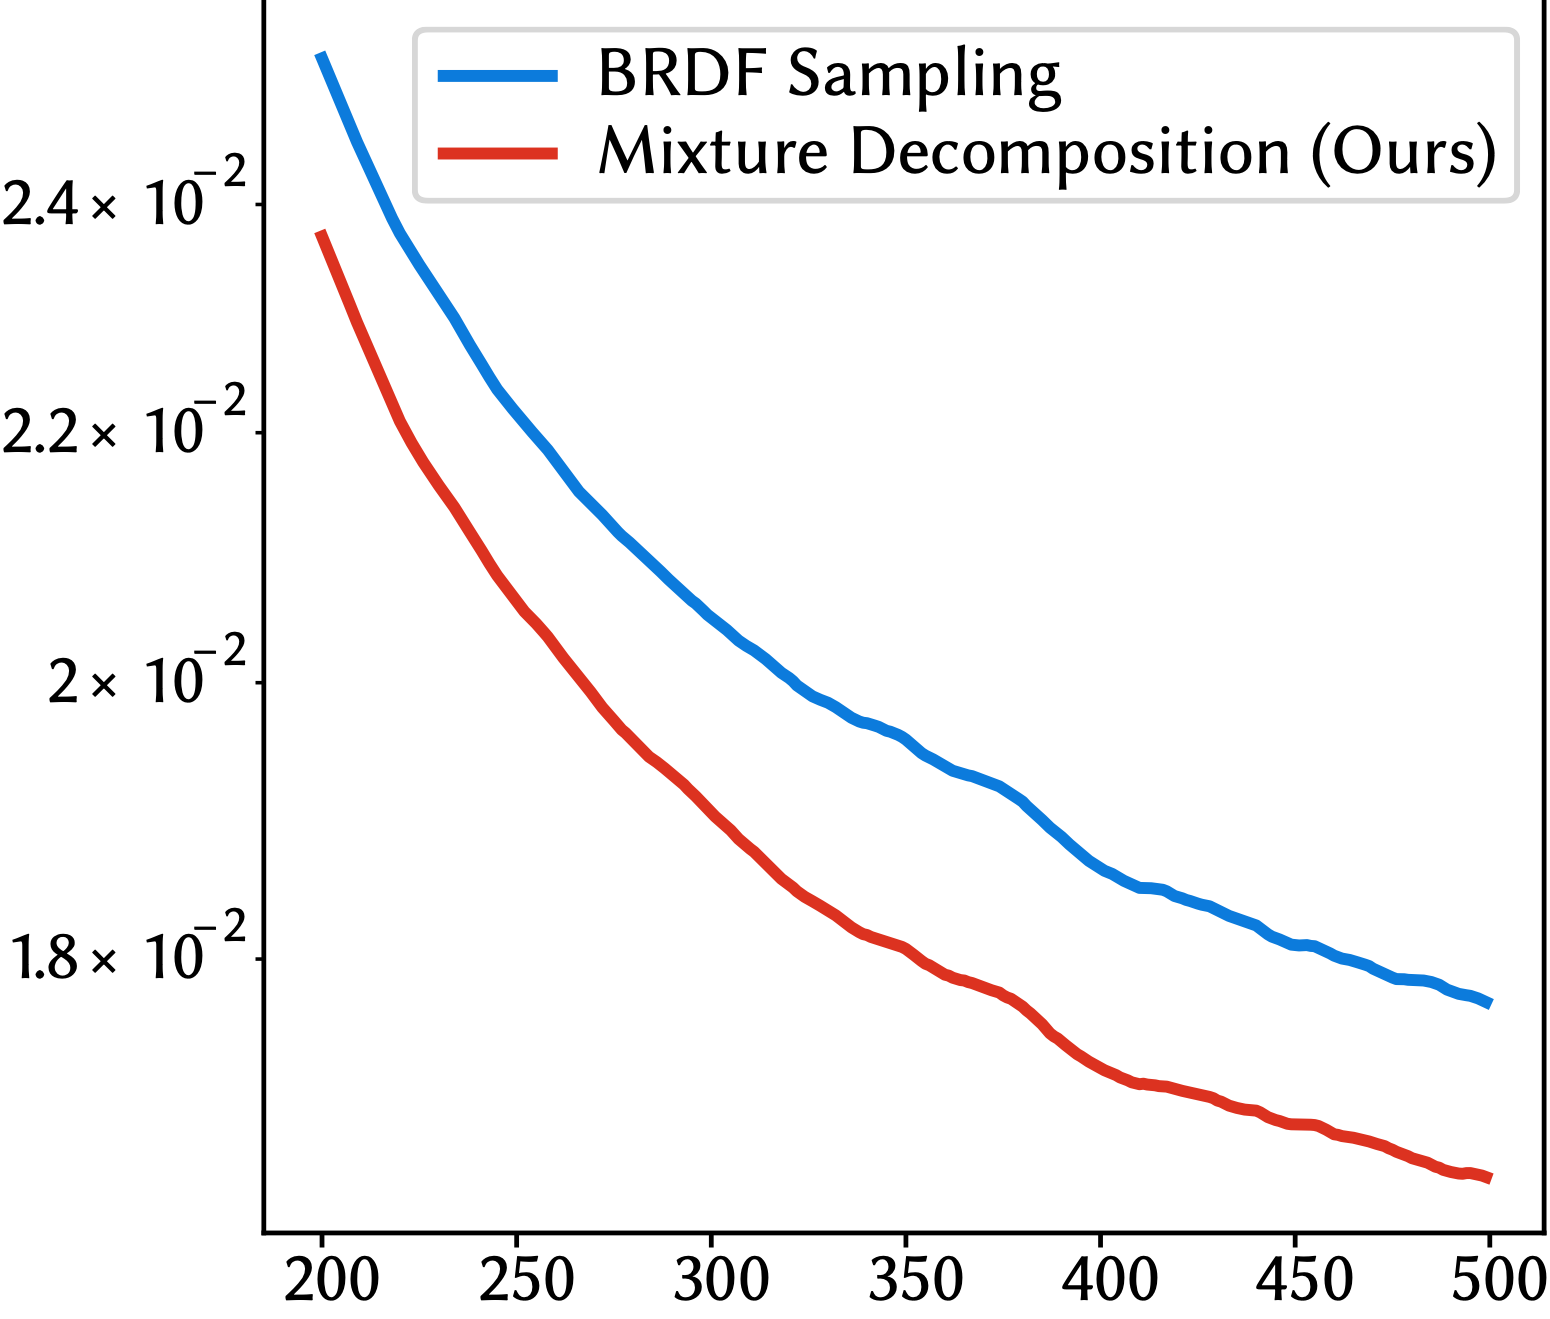 BRDF Sampling
Mixture Decomposition (Ours)
2.4 × 10⁻²
2.2 × 10⁻²
2 × 10⁻²
1.8 × 10⁻²
200 250 300 350 400 450 500